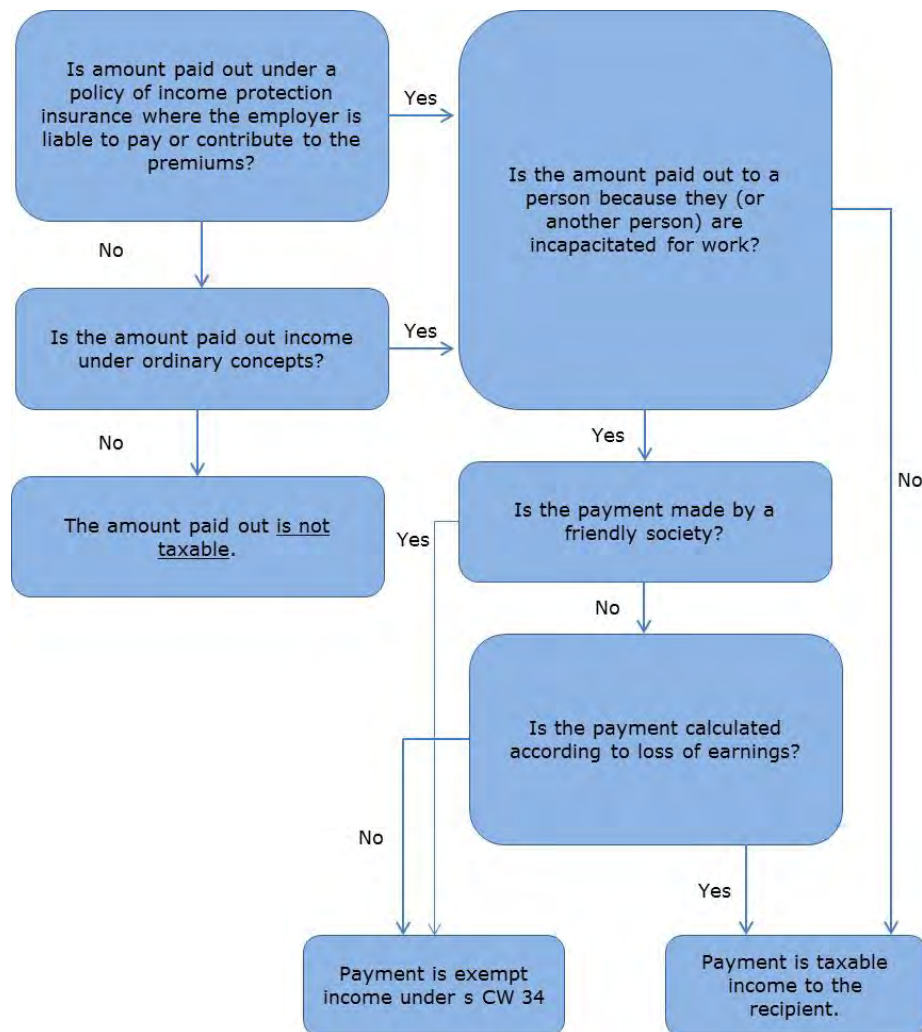 Is amount paid out under a
policy of income protection
insurance where the employer is
liable to pay or contribute to the
premiums?
Yes
Is the amount paid out to a
person because they (or
another person) are
incapacitated for work?
No
Is the amount paid out income
under ordinary concepts?
Yes
No
Yes
No
The amount paid out is not
taxable.
Yes
Is the payment made by a
friendly society?
No
Is the payment calculated
according to loss of earnings?
No
Yes
Payment is exempt
income under s CW 34
Payment is taxable
income to the
recipient.